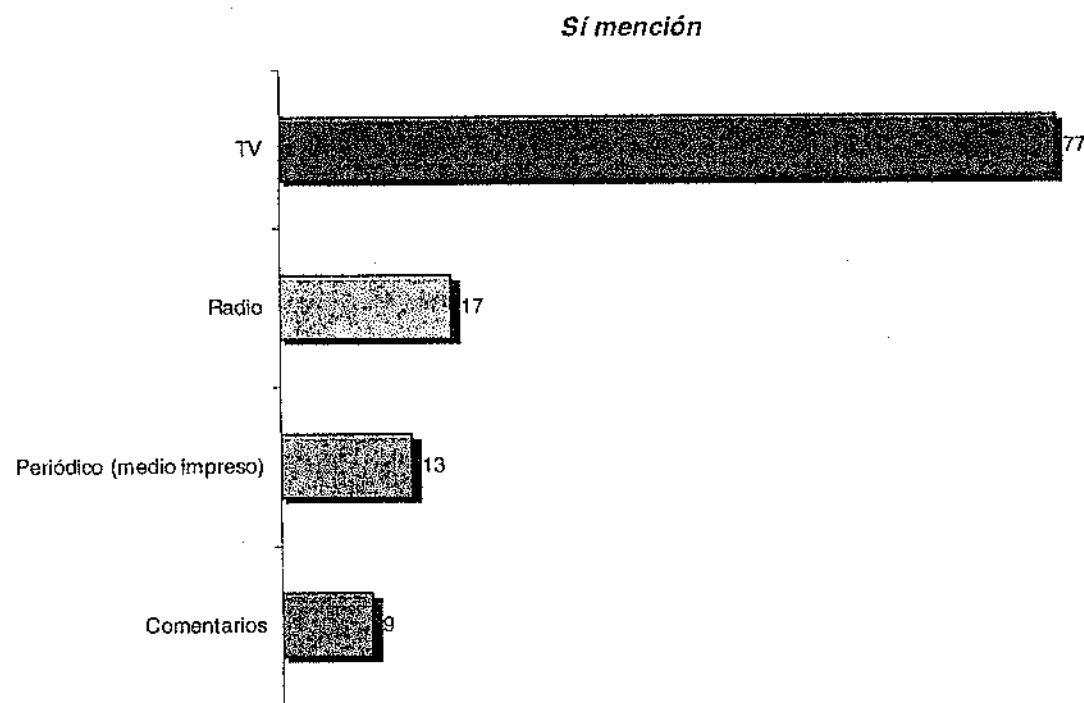 Sí mención
TV 77
Radio 17
Periódico (medio impreso) 13
Comentarios 9